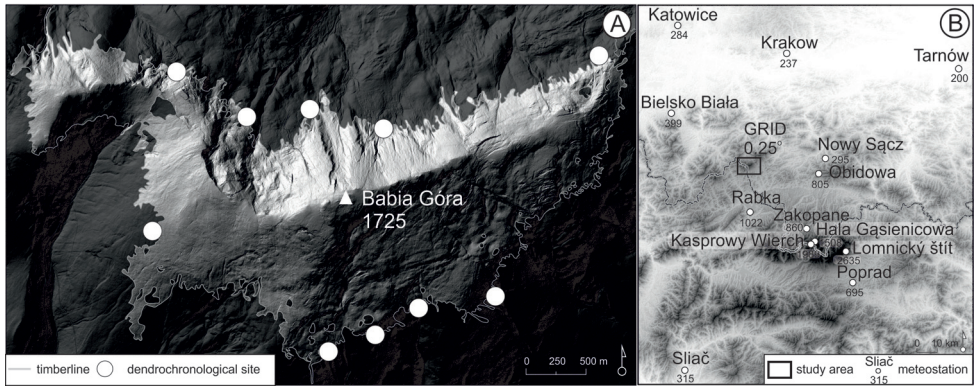 A
Babia Góra
1725
timberline
dendrochronological site
0 250 500 m
B
Katowice
284
Krakow
237
Tarnów
200
Bielsko Biała
399
GRID
0,25°
Nowy Sącz
295
Obidowa
805
Rabka
1022
Zakopane
860
Hala Gąsienicowa
Kasprowy Wierch
Lomnický štít
2635
Poprad
695
0 10 km
Sliač
315
study area
Sliač
315
meteostation